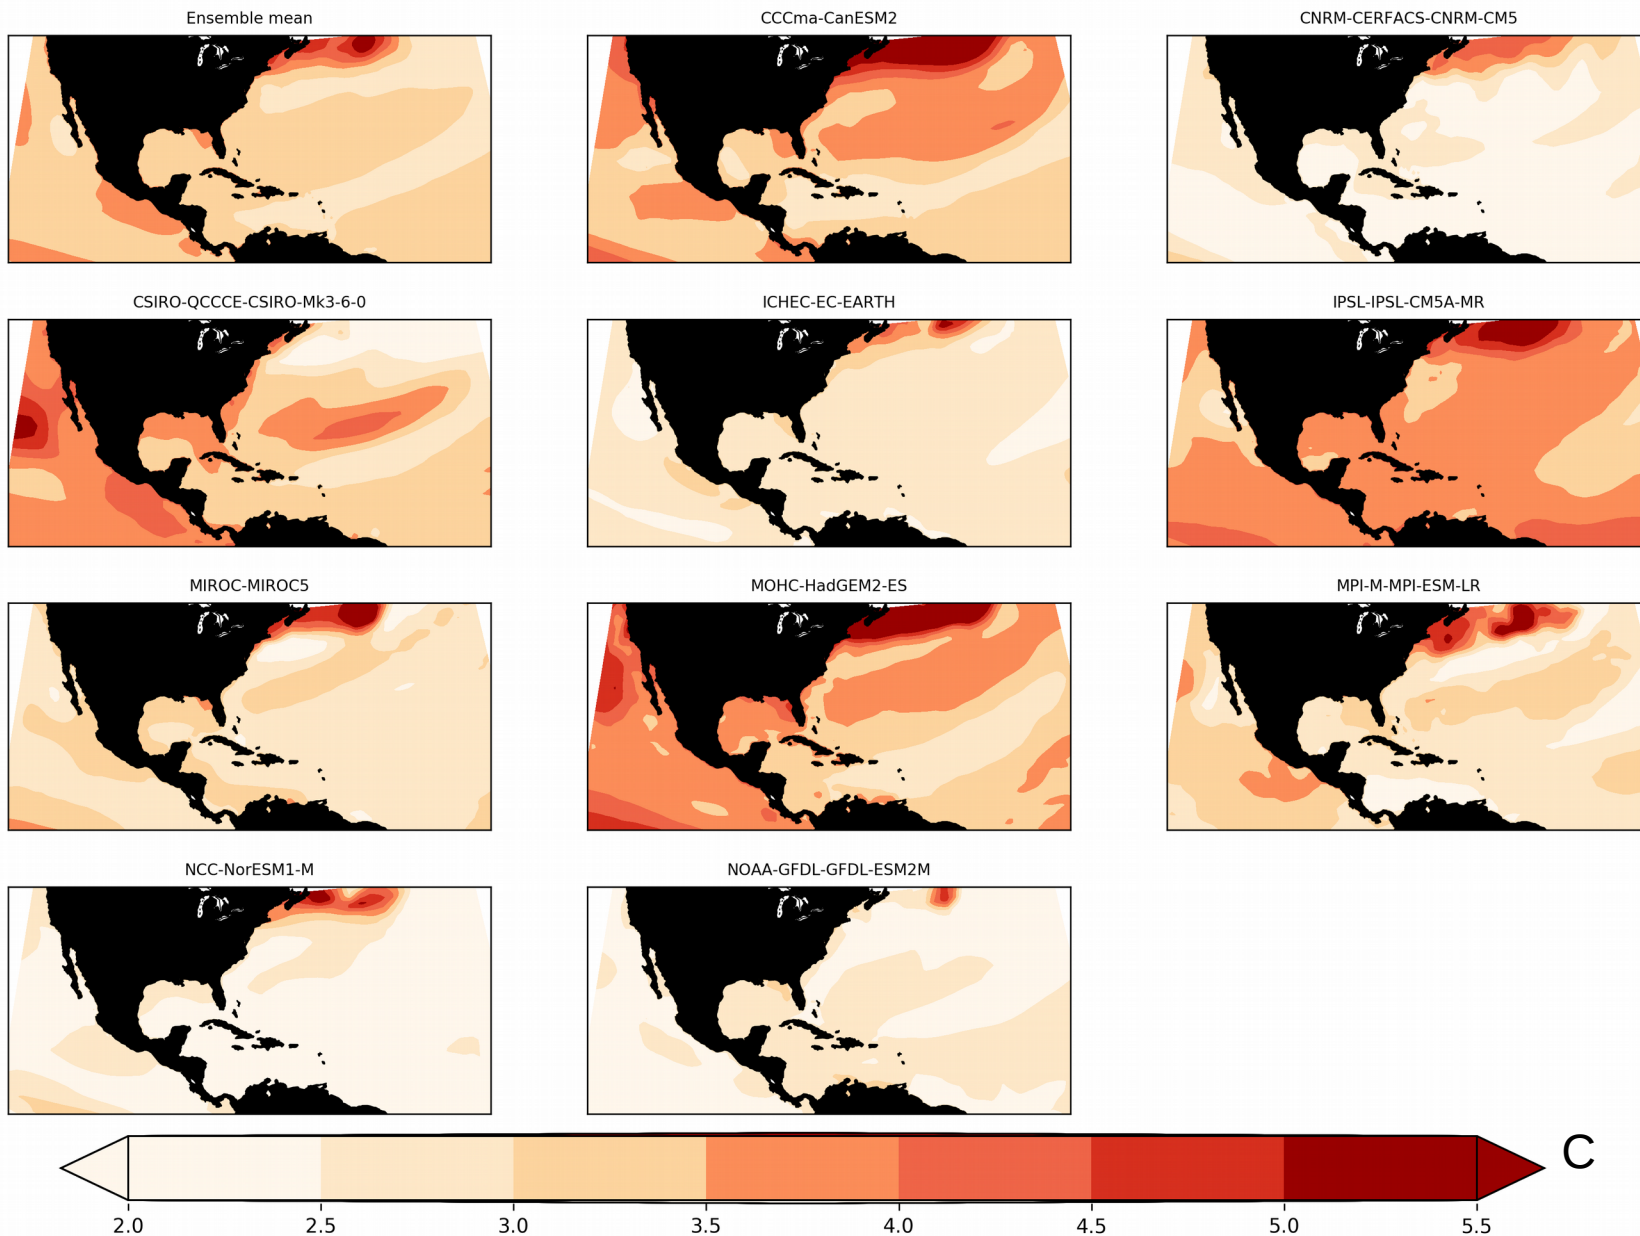 Ensemble mean
CCCma-CanESM2
CNRM-CERFACS-CNRM-CM5
CSIRO-QCCCE-CSIRO-Mk3-6-0
ICHEC-EC-EARTH
IPSL-IPSL-CM5A-MR
MIROC-MIROC5
MOHC-HadGEM2-ES
MPI-M-MPI-ESM-LR
NCC-NorESM1-M
NOAA-GFDL-GFDL-ESM2M
C
2.0 2.5 3.0 3.5 4.0 4.5 5.0 5.5